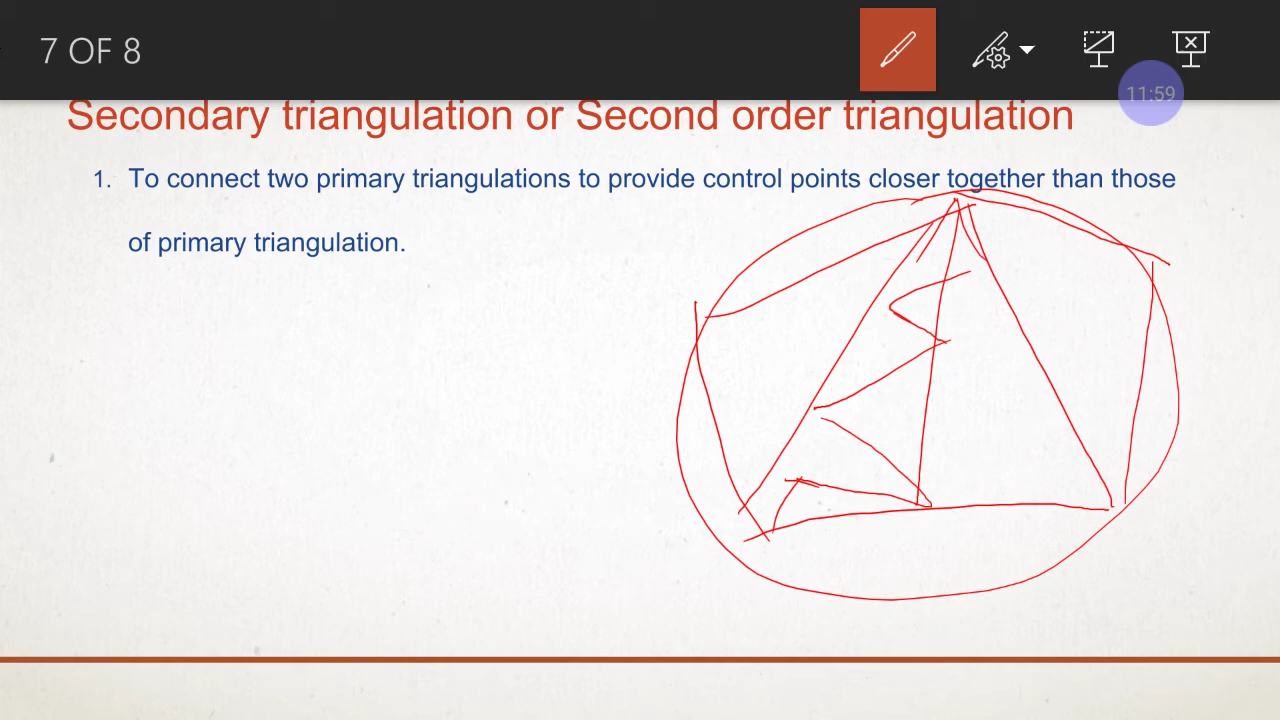 7 OF 8
11:59
Secondary triangulation or Second order triangulation
1. To connect two primary triangulations to provide control points closer together than those
of primary triangulation.